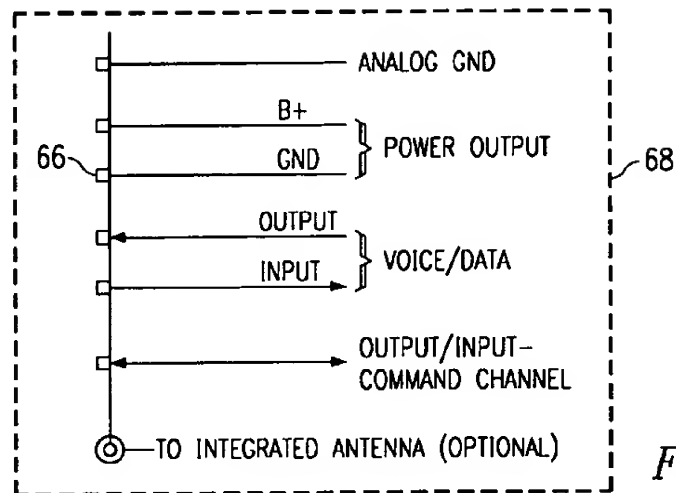 ANALOG GND
B+
66
GND
POWER OUTPUT
68
OUTPUT
INPUT
VOICE/DATA
OUTPUT/INPUT-
COMMAND CHANNEL
TO INTEGRATED ANTENNA (OPTIONAL)
F